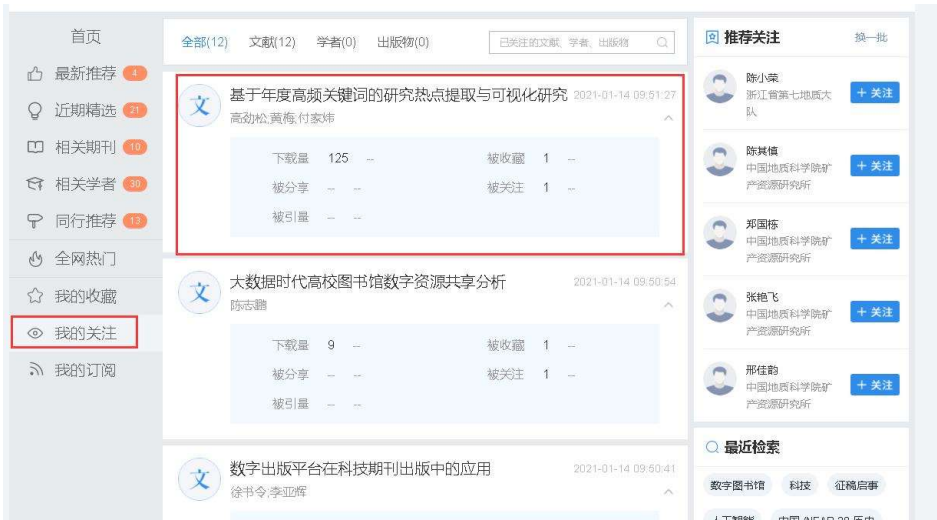 首页
最新推荐 4
近期精选 21
相关期刊 10
相关学者 30
同行推荐 13
全网热门
我的收藏
我的关注
我的订阅
全部(12) 文献(12) 学者(0) 出版物(0) 已关注的文献、学者、出版物
文 基于年度高频关键词的研究热点提取与可视化研究 2021-01-14 09:51:27
高劲松;黄梅;付家炜
下载量 125 -- 被收藏 1 --
被分享 -- -- 被关注 1 --
被引量 -- --
文 大数据时代高校图书馆数字资源共享分析 2021-01-14 09:50:54
陈志鹏
下载量 9 -- 被收藏 1 --
被分享 -- -- 被关注 1 --
被引量 -- --
文 数字出版平台在科技期刊出版中的应用 2021-01-14 09:50:41
徐书令;李亚辉
推荐关注 换一批
陈小荣
浙江省第七地质大
队
+ 关注
陈其慎
中国地质科学院矿
产资源研究所
+ 关注
郑国栋
中国地质科学院矿
产资源研究所
+ 关注
张艳飞
中国地质科学院矿
产资源研究所
+ 关注
邢佳韵
中国地质科学院矿
产资源研究所
+ 关注
最近检索
数字图书馆 科技 征稿启事
人工智能